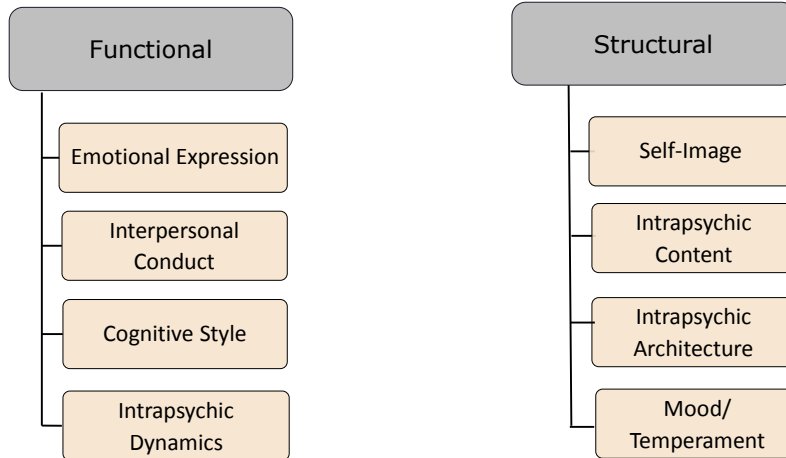 Functional
Emotional Expression
Interpersonal
Conduct
Cognitive Style
Intrapsychic
Dynamics
Structural
Self-Image
Intrapsychic
Content
Intrapsychic
Architecture
Mood/
Temperament